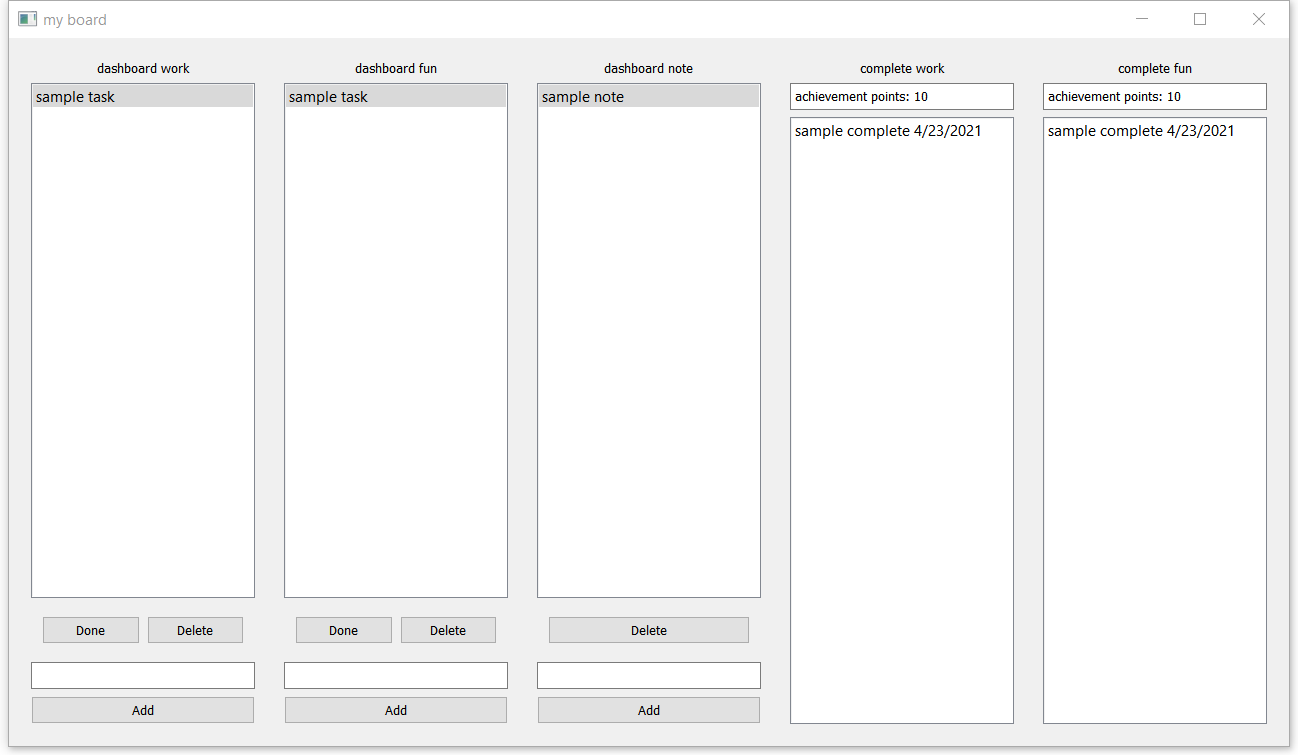 my board
dashboard work
sample task
Done
Delete
Add
dashboard fun
sample task
Done
Delete
Add
dashboard note
sample note
Delete
Add
complete work
achievement points: 10
sample complete 4/23/2021
complete fun
achievement points: 10
sample complete 4/23/2021